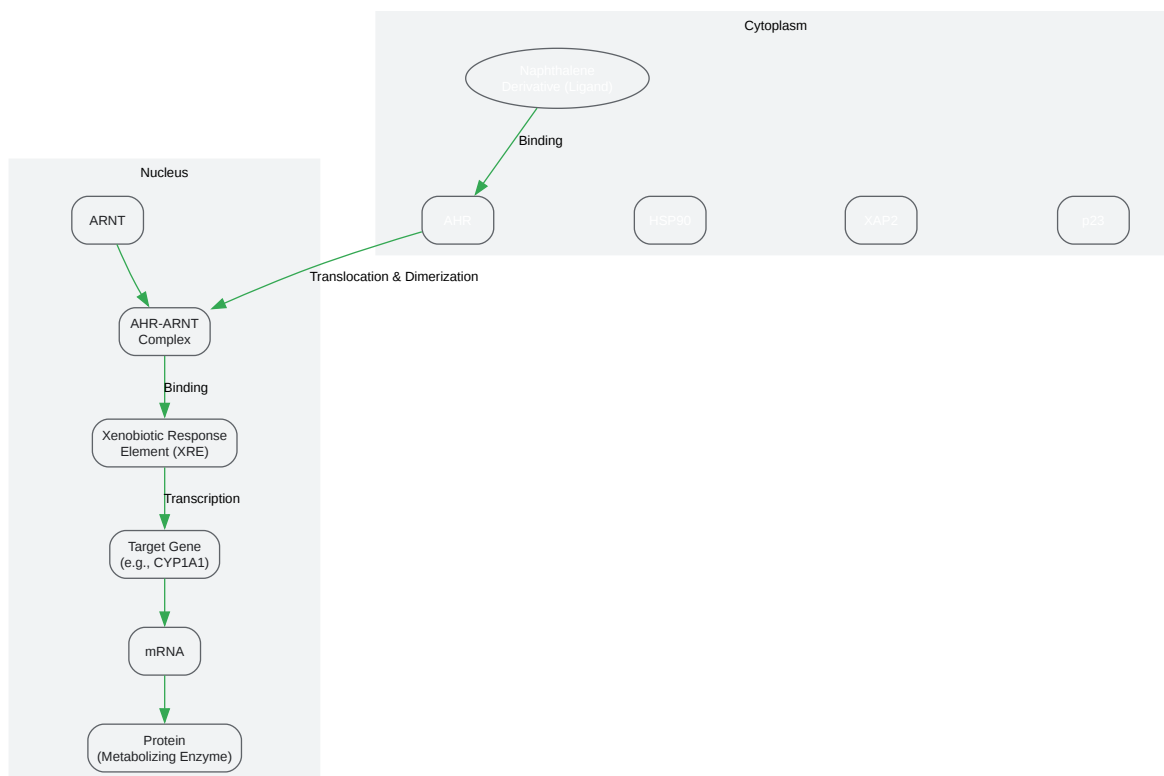 Cytoplasm
Naphthalene
Derivative (Ligand)
Binding
Nucleus
ARNT
AHR
HSP90
XAP2
p23
Translocation & Dimerization
AHR-ARNT
Complex
Binding
Xenobiotic Response
Element (XRE)
Transcription
Target Gene
(e.g., CYP1A1)
mRNA
Protein
(Metabolizing Enzyme)